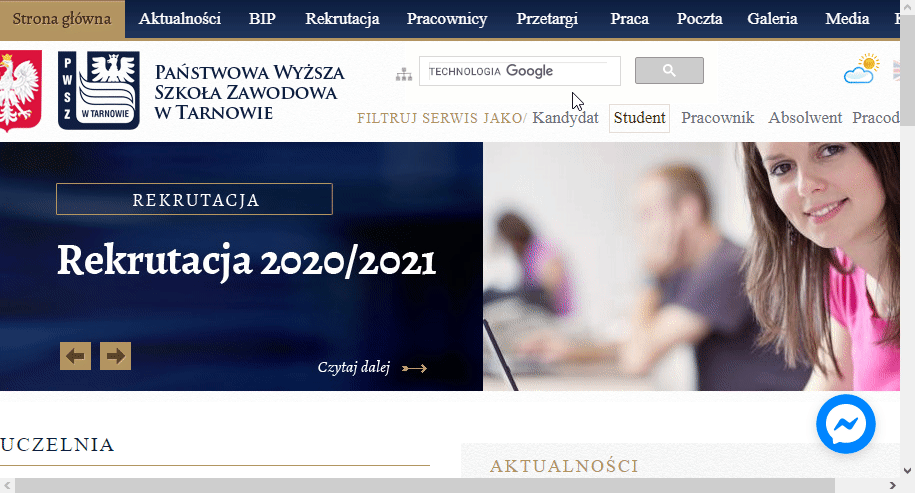 Strona główna Aktualności BIP Rekrutacja Pracownicy Przetargi Praca Poczta Galeria Media
PWSZ
W TARNOWIE
PAŃSTWOWA WYŻSZA
SZKOŁA ZAWODOWA
W TARNOWIE
TECHNOLOGIA Google
FILTRUJ SERWIS JAKO/ Kandydat Student Pracownik Absolwent Pracod
REKRUTACJA
Rekrutacja 2020/2021
Czytaj dalej
UCZELNIA
AKTUALNOŚCI